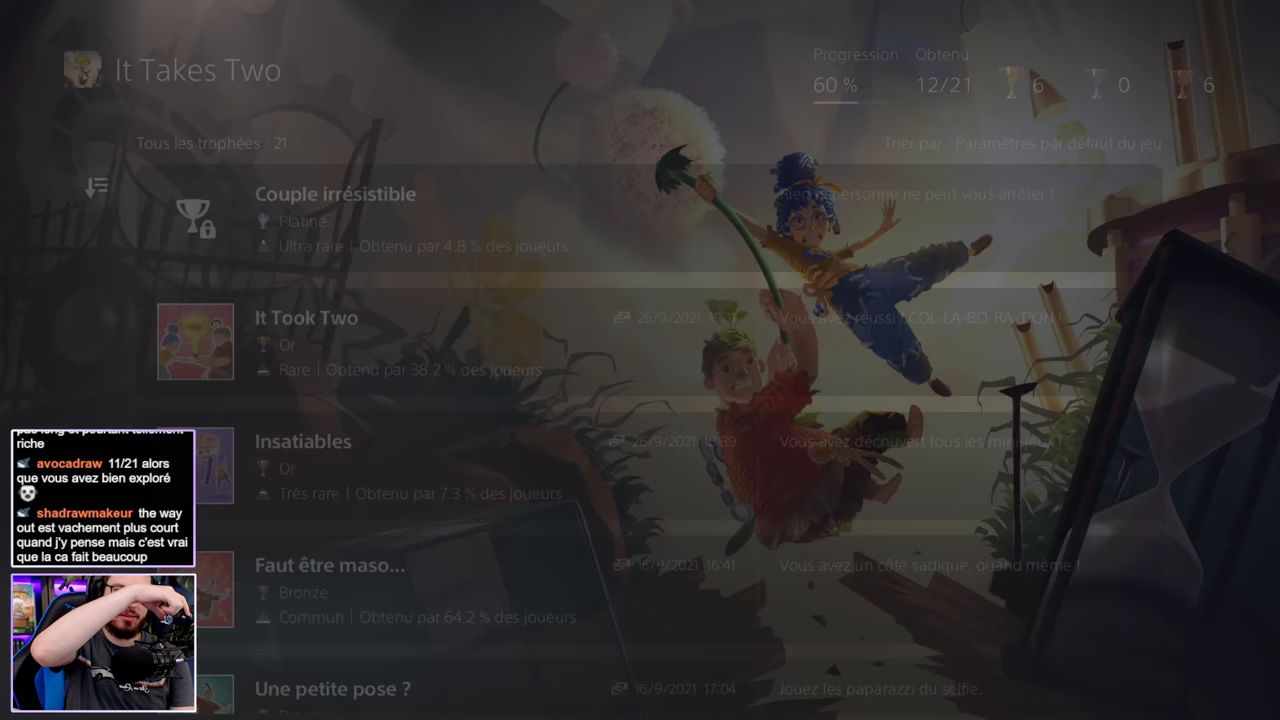 It Takes Two
Progression
Obtenu
60 %
12/21
6
0
6
Tous les trophées : 21
Trier par : Paramètres par défaut du jeu
Couple irrésistible
Rien ni personne ne peut vous arrêter !
Platine
Ultra rare | Obtenu par 4.8 % des joueurs
It Took Two
26/9/2021
Vous avez réussi ! COL-LA-BO-RA-TION !
Or
Rare | Obtenu par 38.2 % des joueurs
Insatiables
26/9/2021
Vous avez découvert tous les mini-jeux.
Or
Très rare | Obtenu par 7.3 % des joueurs
Faut être maso...
16/9/2021 16:41
Vous avez un côté sadique, quand même !
Bronze
Commun | Obtenu par 64.2 % des joueurs
Une petite pose ?
16/9/2021 17:04
Jouez les paparazzi du selfie.
riche
avocadraw 11/21 alors
que vous avez bien exploré
shadrawmakeur the way
out est vachement plus court
quand j'y pense mais c'est vrai
que la ca fait beaucoup